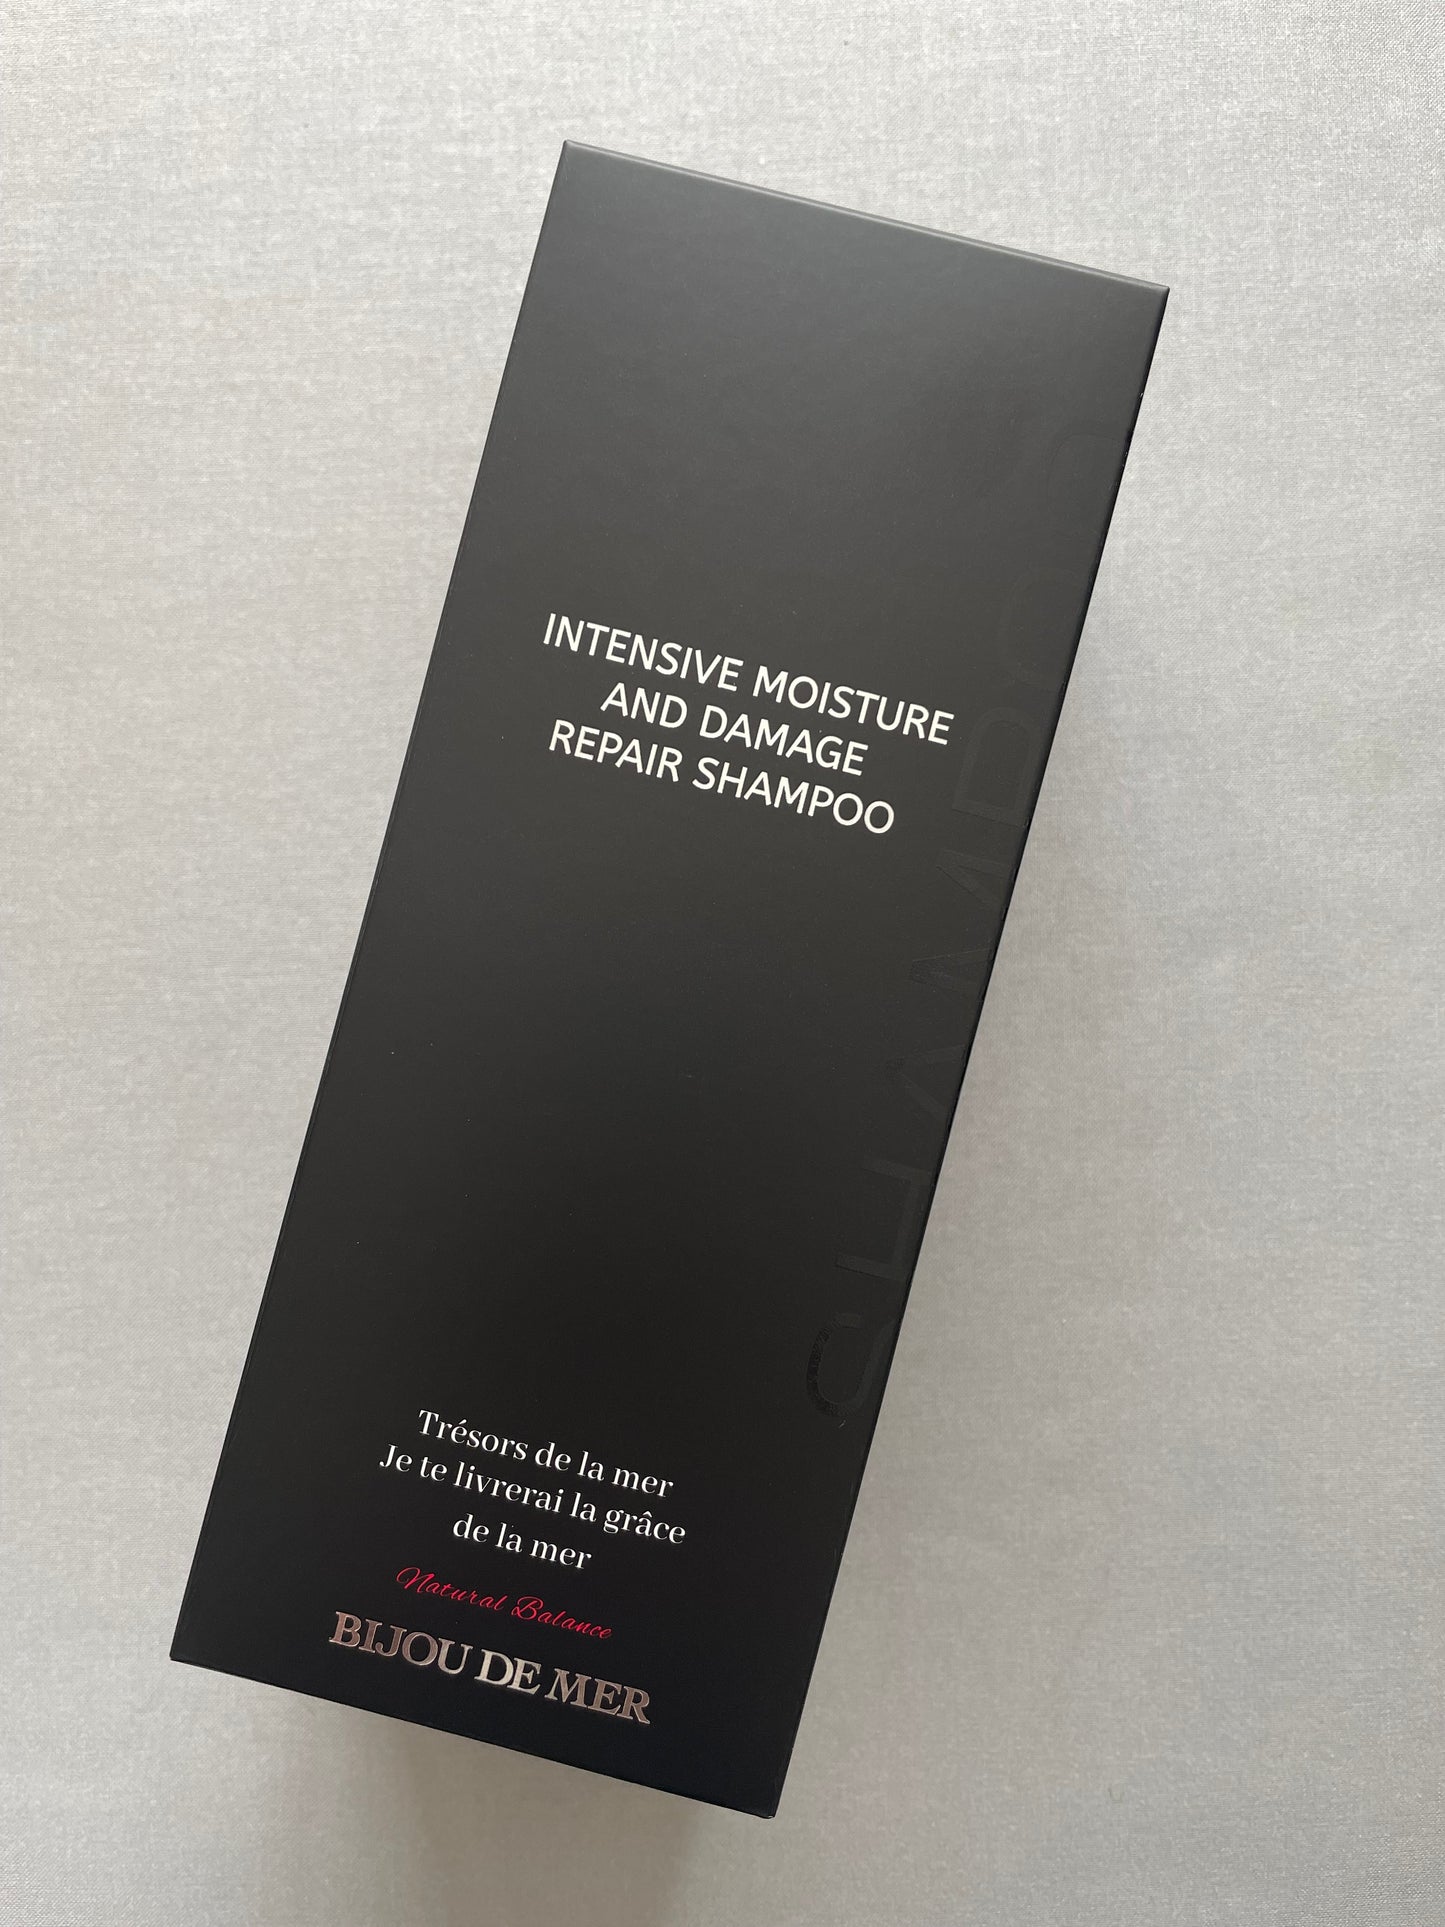 INTENSIVE MOISTURE
AND DAMAGE
REPAIR SHAMPOO
SHAMPOO
Trésors de la mer
Je te livrerai la grâce
de la mer
Natural Balance
BIJOU DE MER